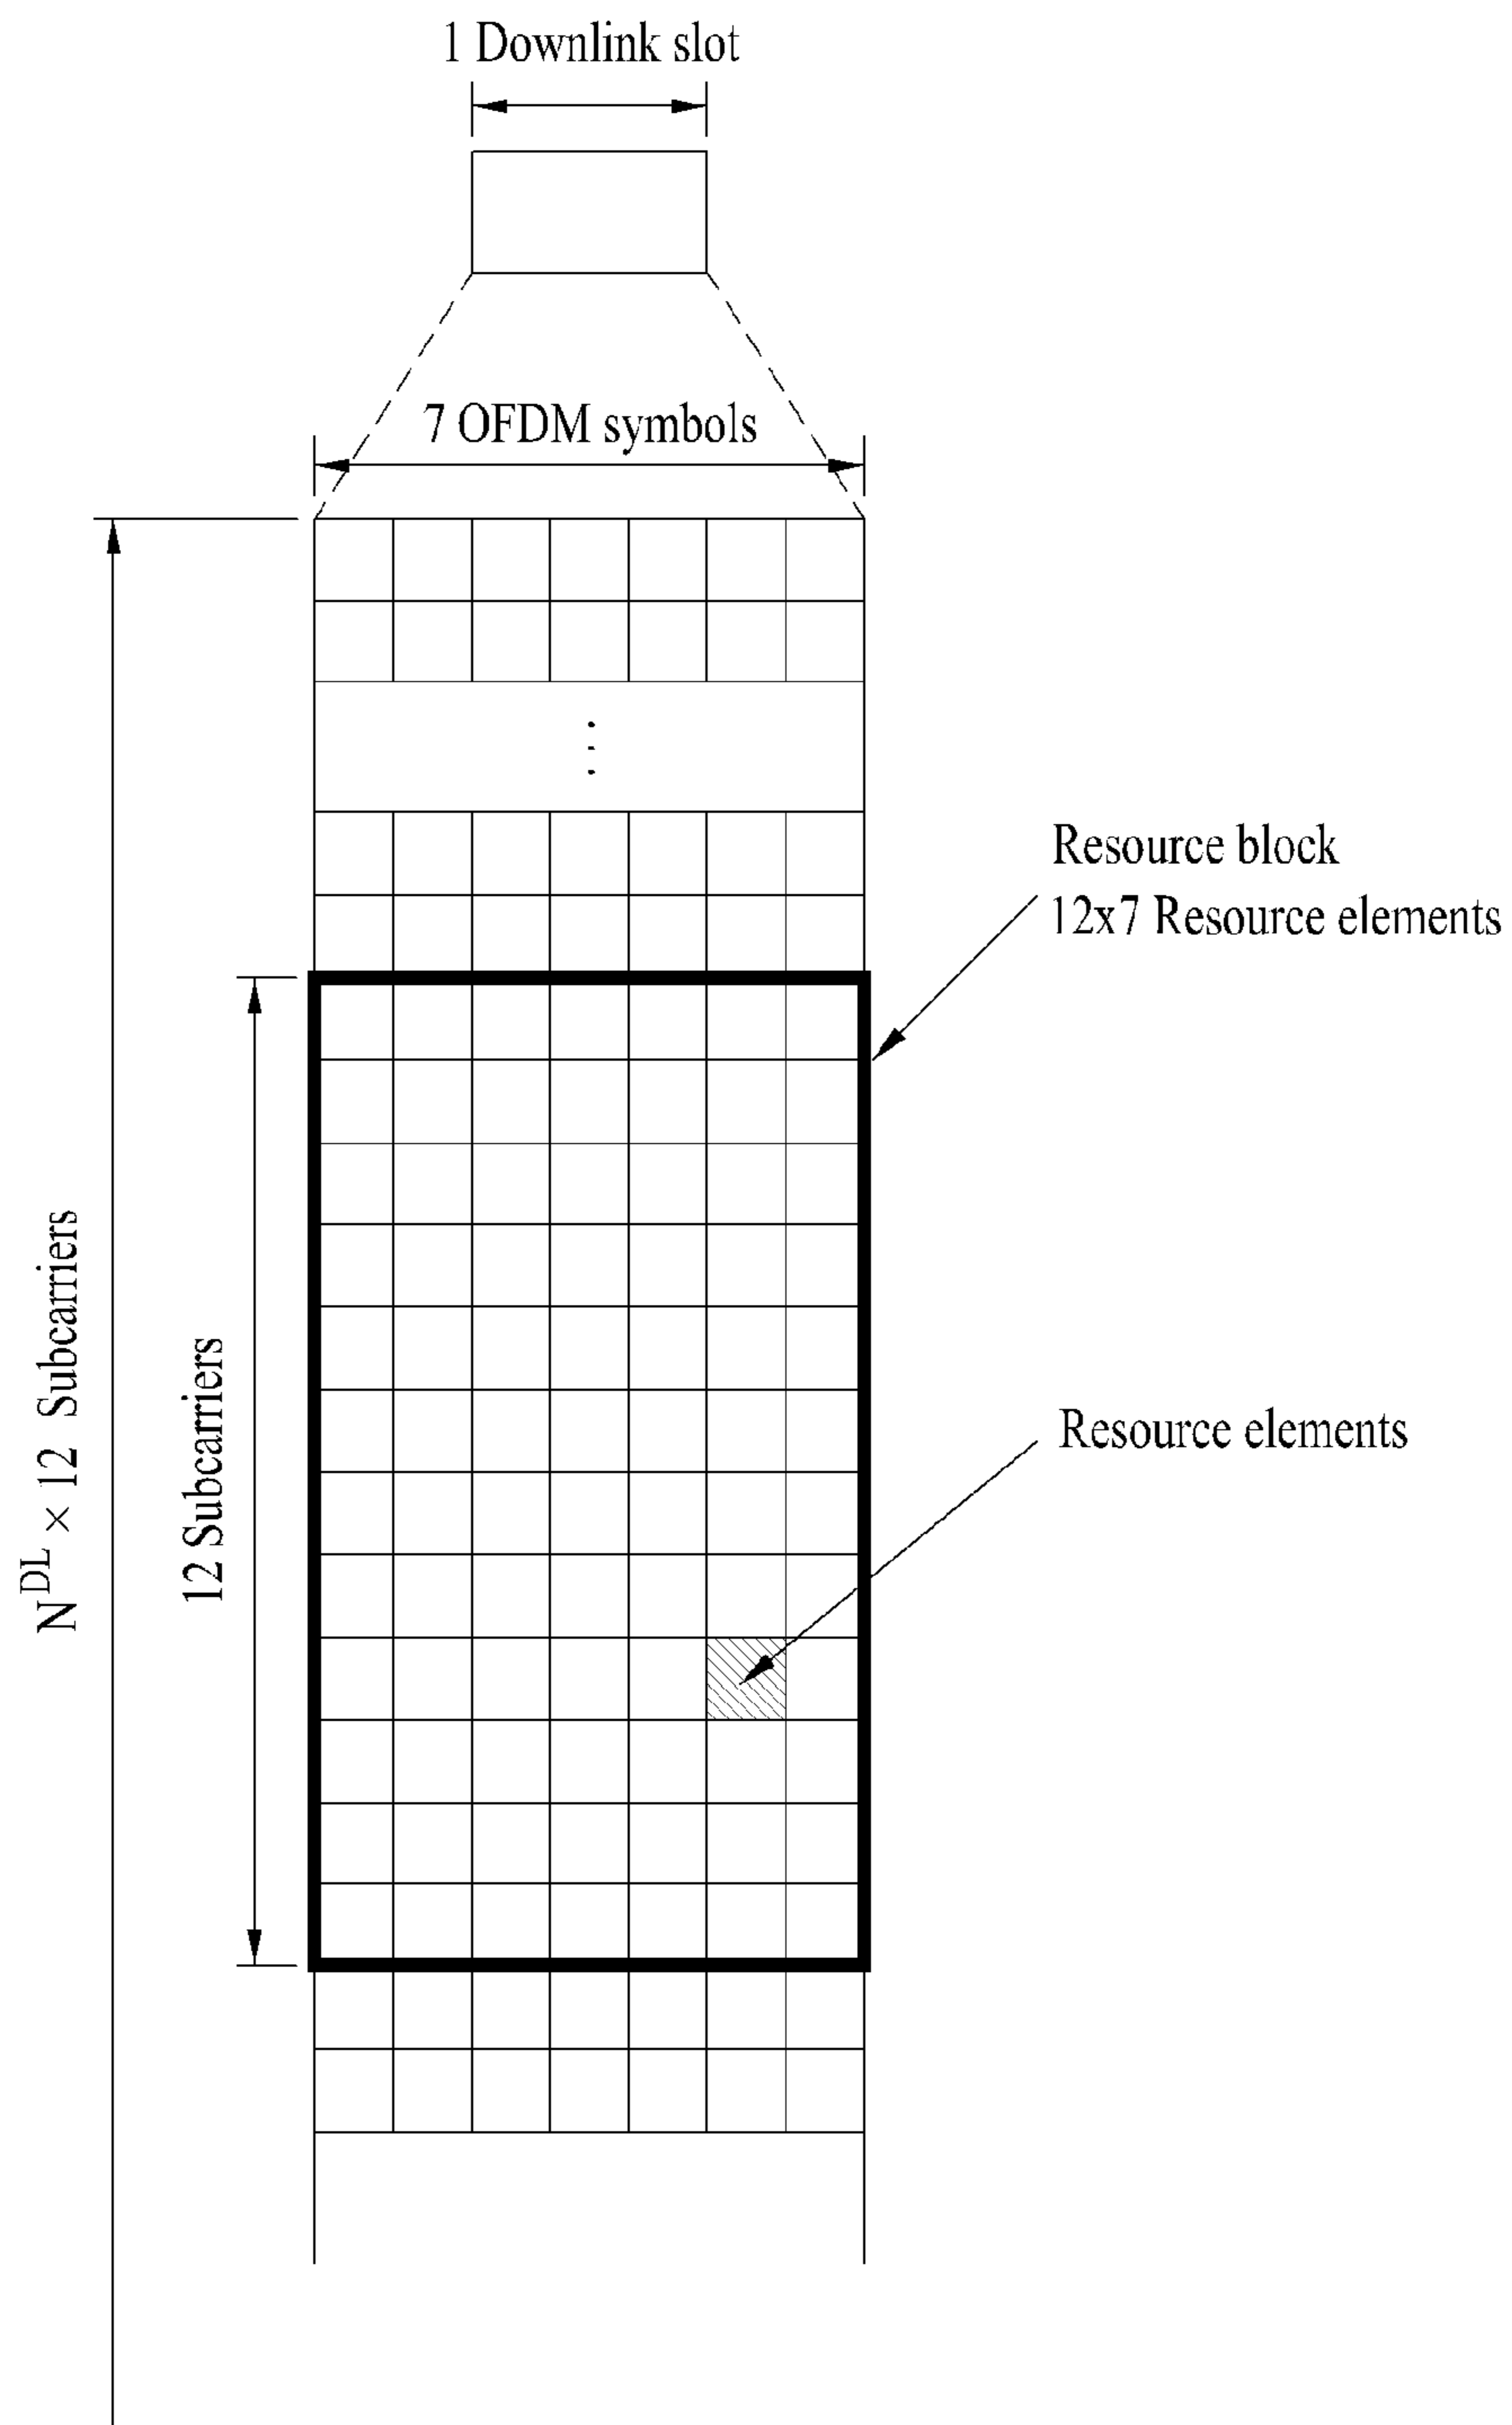 1 Downlink slot
7 OFDM symbols
Resource block
12x7 Resource elements
N^DL × 12 Subcarriers
12 Subcarriers
Resource elements